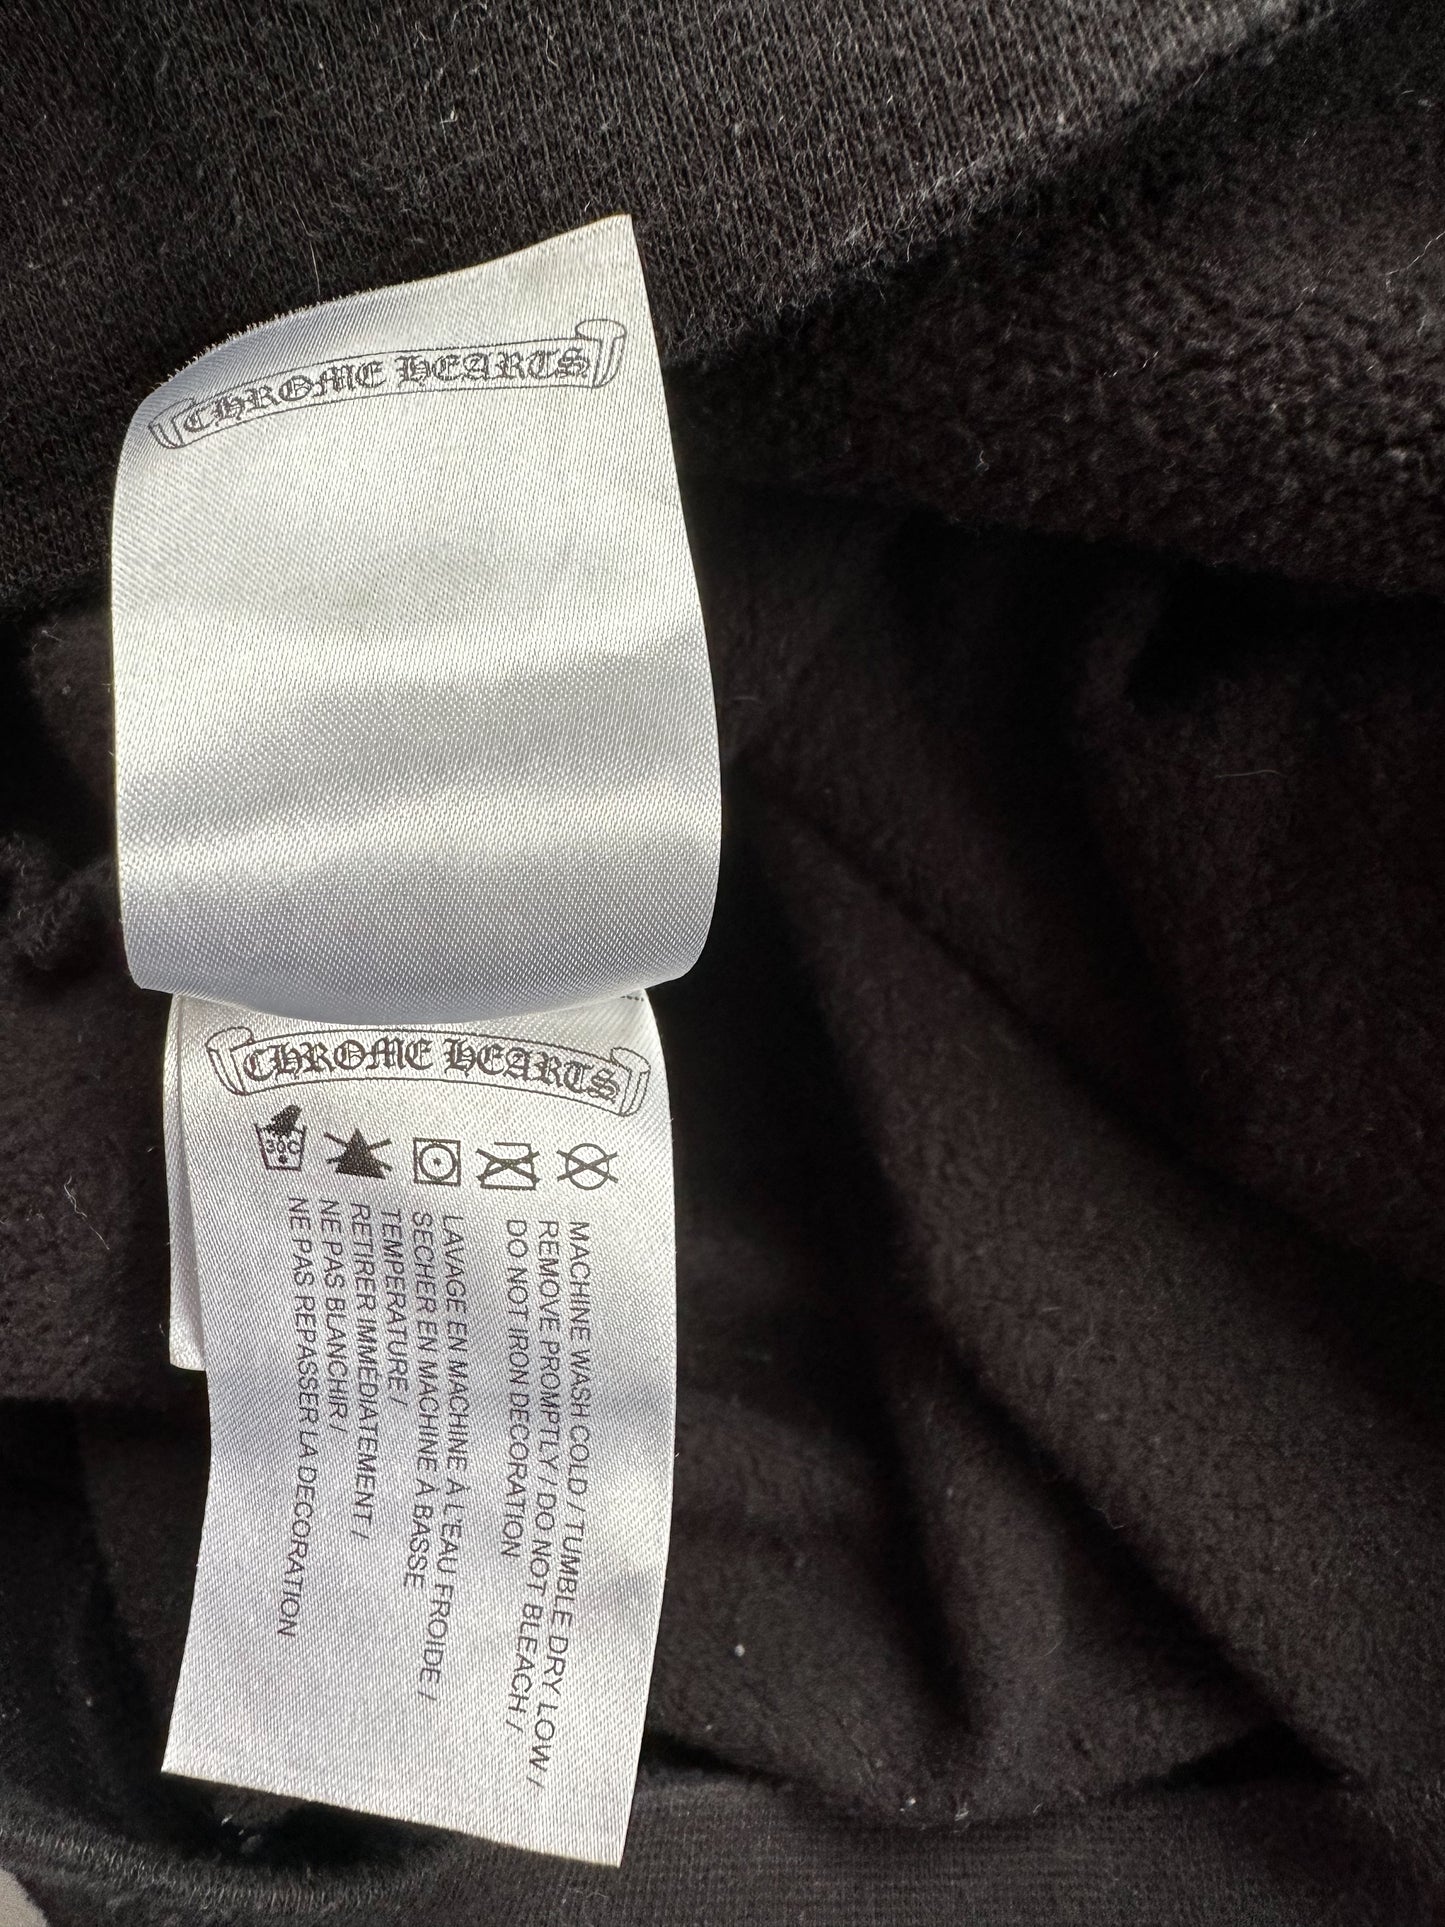 CHROME HEARTS
CHROME HEARTS
MACHINE WASH COLD / TUMBLE DRY LOW /
REMOVE PROMPTLY / DO NOT BLEACH /
DO NOT IRON DECORATION
LAVAGE EN MACHINE À L'EAU FROIDE /
SECHER EN MACHINE À BASSE
TEMPERATURE /
RETIRER IMMÉDIATEMENT /
NE PAS BLANCHIR /
NE PAS REPASSER LA DECORATION